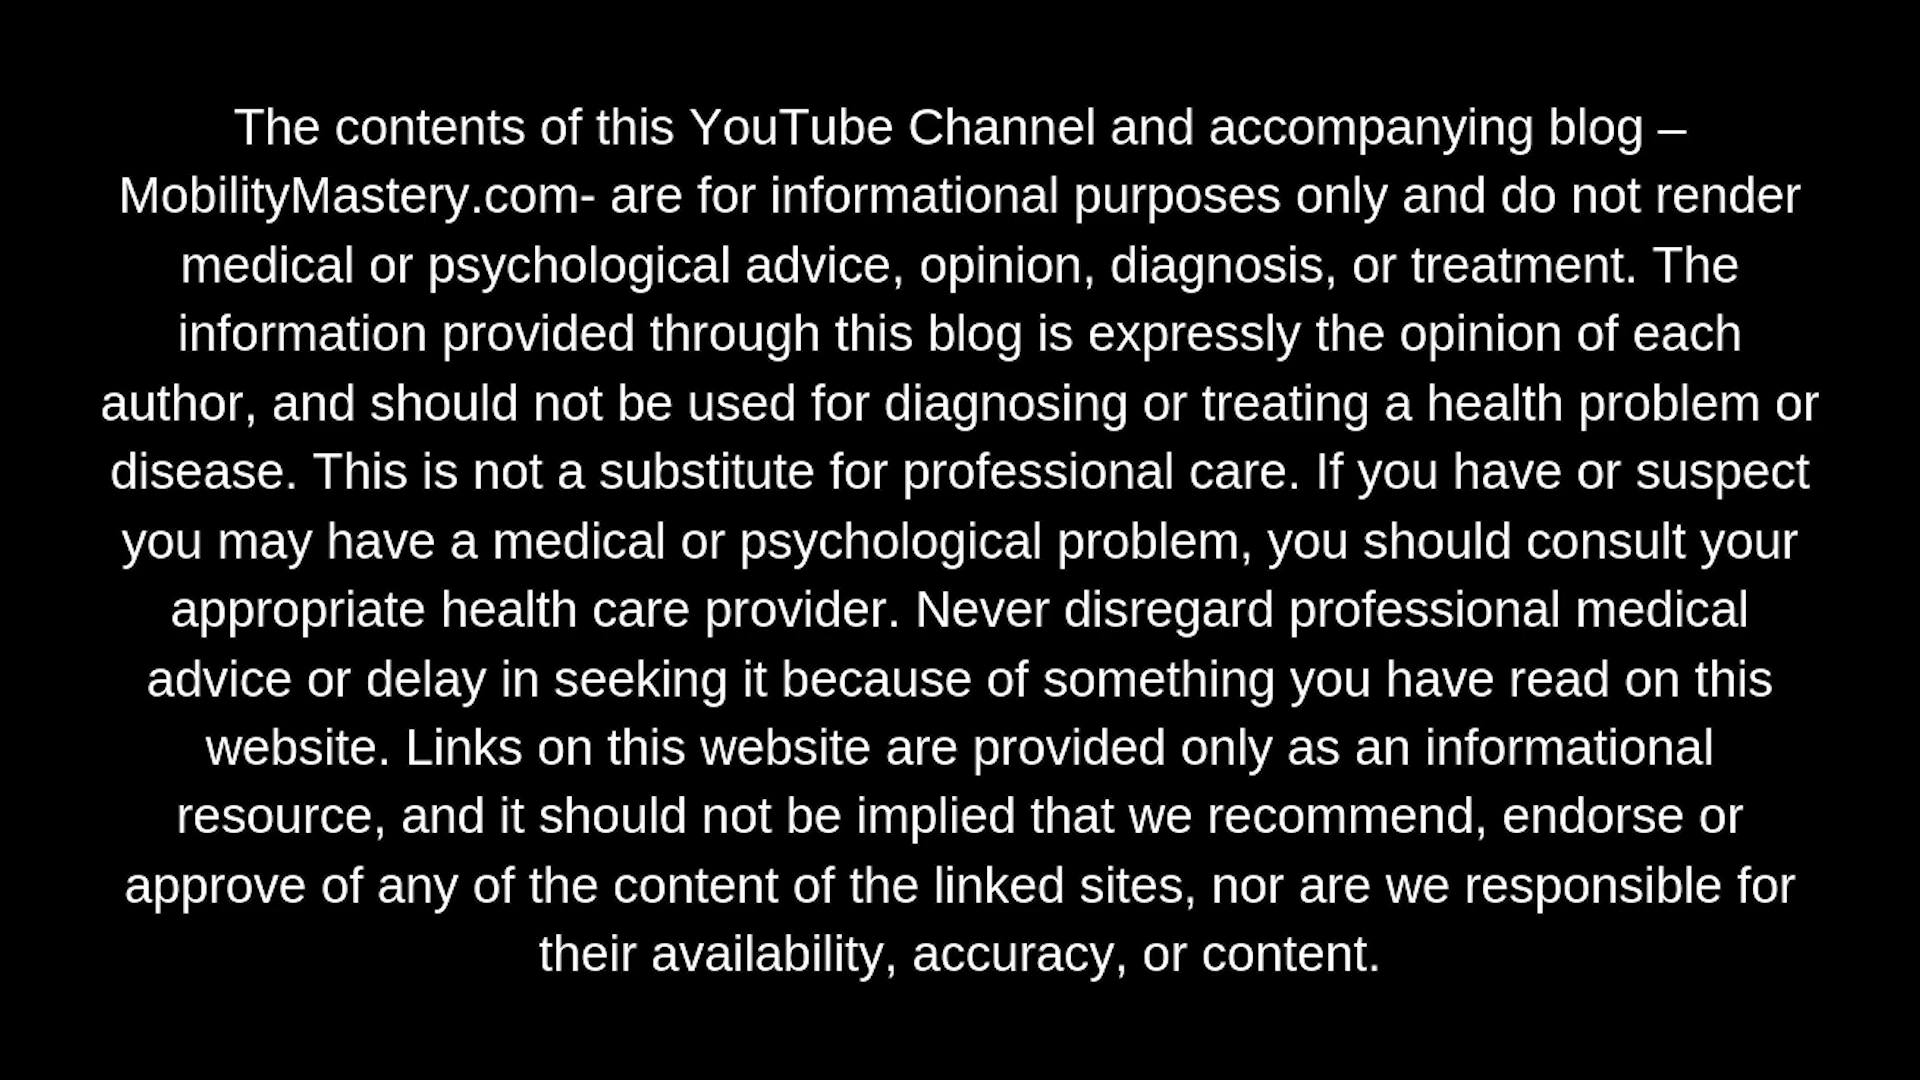 The contents of this YouTube Channel and accompanying blog –
MobilityMastery.com- are for informational purposes only and do not render
medical or psychological advice, opinion, diagnosis, or treatment. The
information provided through this blog is expressly the opinion of each
author, and should not be used for diagnosing or treating a health problem or
disease. This is not a substitute for professional care. If you have or suspect
you may have a medical or psychological problem, you should consult your
appropriate health care provider. Never disregard professional medical
advice or delay in seeking it because of something you have read on this
website. Links on this website are provided only as an informational
resource, and it should not be implied that we recommend, endorse or
approve of any of the content of the linked sites, nor are we responsible for
their availability, accuracy, or content.